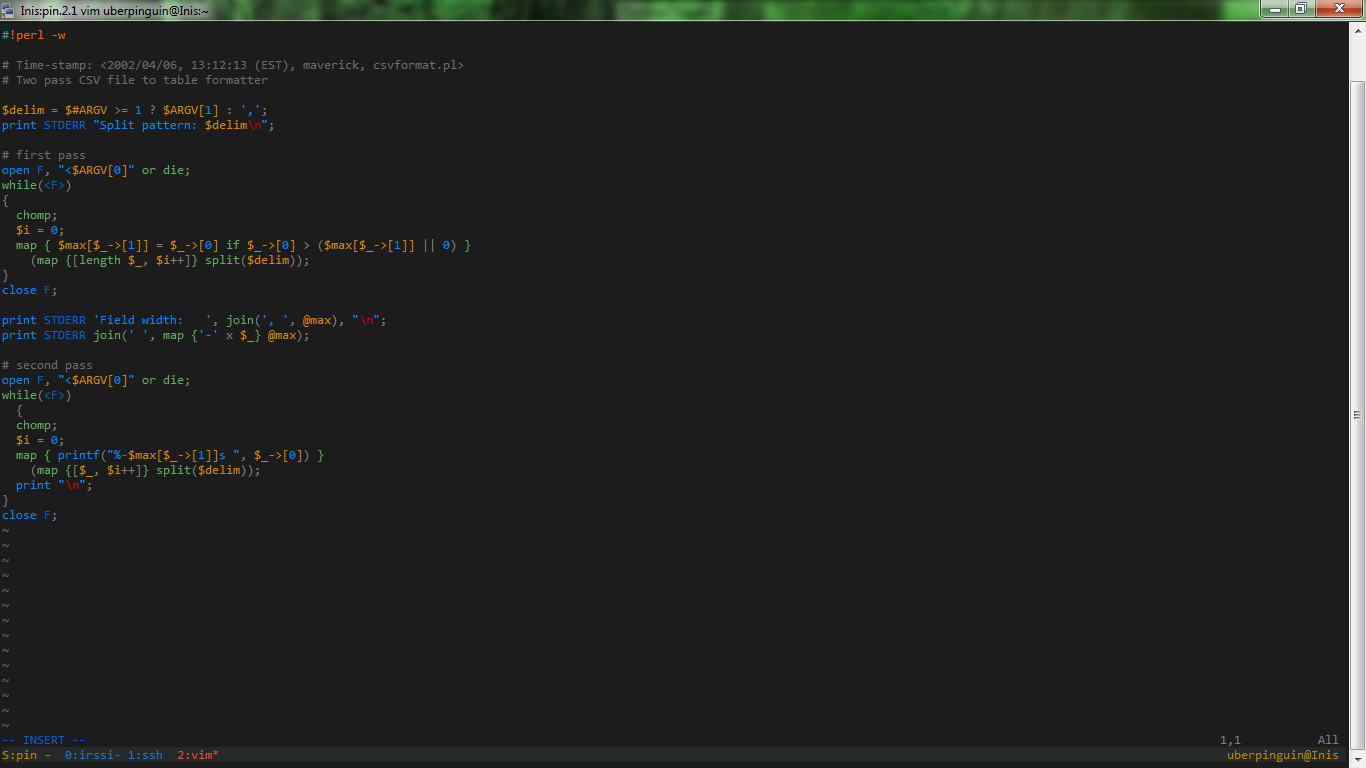 Inis:pin.2.1 vim uberpinguin@Inis:~
#!perl -w
# Time-stamp: <2002/04/06, 13:12:13 (EST), maverick, csvformat.pl>
# Two pass CSV file to table formatter
$delim = $#ARGV >= 1 ? $ARGV[1] : ',';
print STDERR "Split pattern: $delim\n";
# first pass
open F, "<$ARGV[0]" or die;
while(<F>)
{
  chomp;
  $i = 0;
  map { $max[$_->[1]] = $_->[0] if $_->[0] > ($max[$_->[1]] || 0) }
    (map {[length $_, $i++]} split($delim));
}
close F;
print STDERR 'Field width:   ', join(', ', @max), "\n";
print STDERR join(' ', map {'-' x $_} @max);
# second pass
open F, "<$ARGV[0]" or die;
while(<F>)
  {
  chomp;
  $i = 0;
  map { printf("%-$max[$_->[1]]s ", $_->[0]) }
    (map {[$_, $i++]} split($delim));
  print "\n";
}
close F;
~
~
~
~
~
~
~
~
~
~
~
~
~
~
-- INSERT -- 1,1 All
S:pin -  0:irssi- 1:ssh  2:vim* uberpinguin@Inis